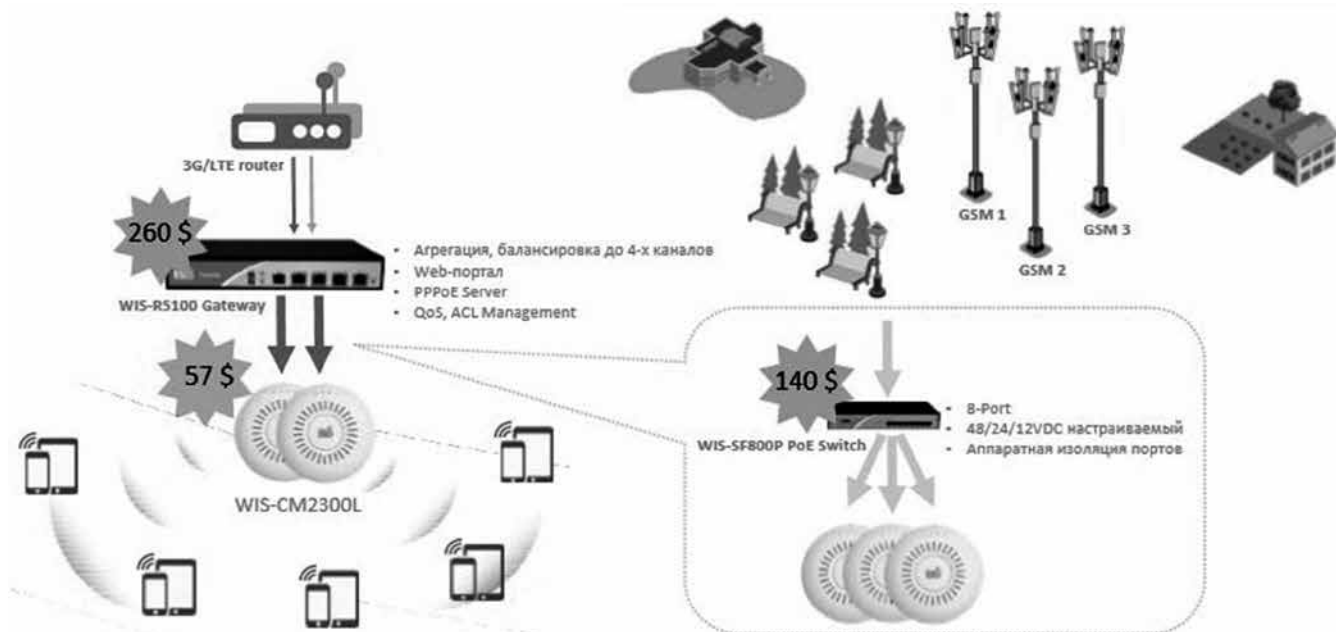 3G/LTE router
260 $
WIS-R5100 Gateway
• Агрегация, балансировка до 4-х каналов
• Web-портал
• PPPoE Server
• QoS, ACL Management
57 $
WIS-CM2300L
GSM 1
GSM 2
GSM 3
140 $
WIS-SF800P PoE Switch
• 8-Port
• 48/24/12VDC настраиваемый
• Аппаратная изоляция портов